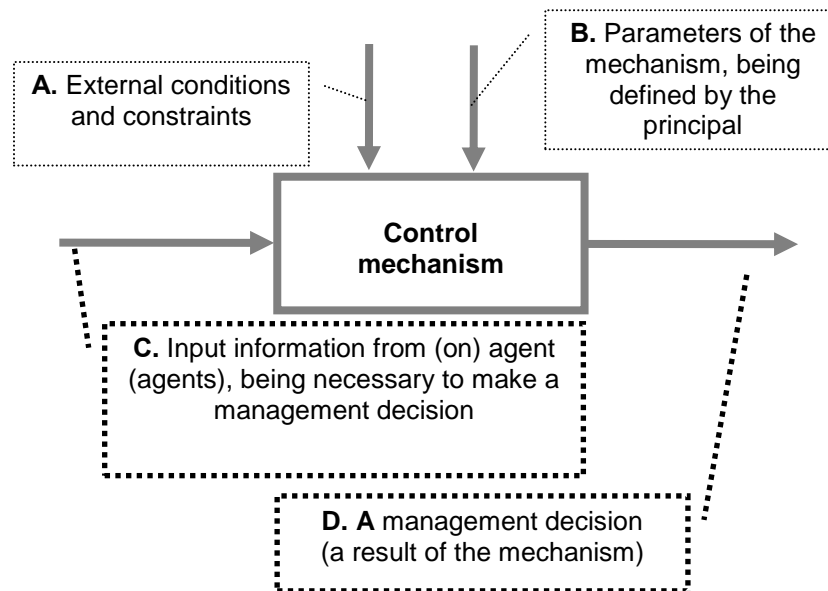 A. External conditions
and constraints
B. Parameters of the
mechanism, being
defined by the
principal
Control
mechanism
C. Input information from (on) agent
(agents), being necessary to make a
management decision
D. A management decision
(a result of the mechanism)